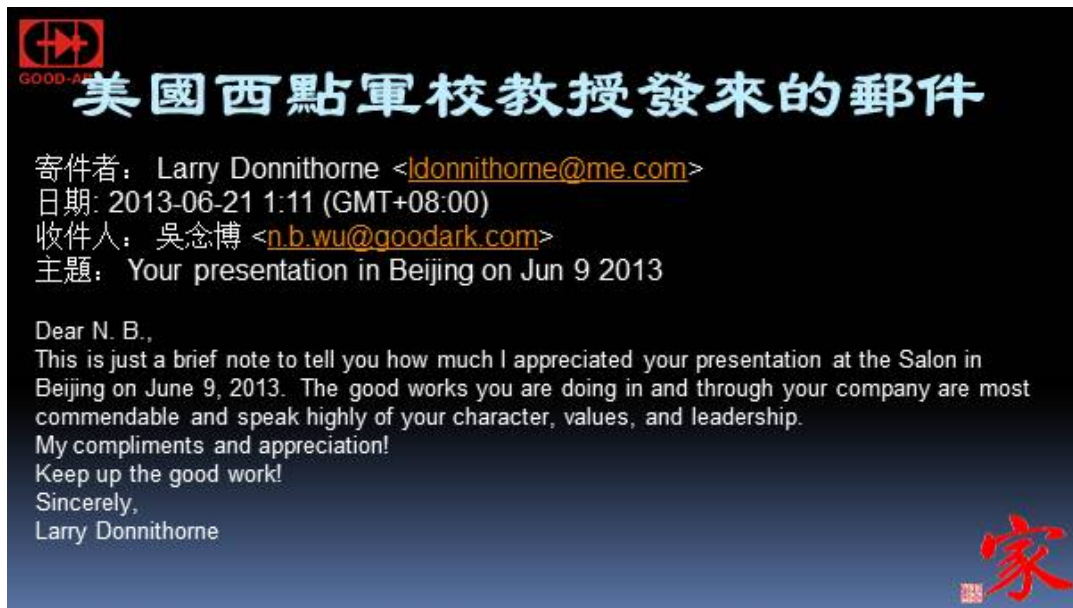 GOOD-ARK
美國西點軍校教授發來的郵件
寄件者： Larry Donnithorne <ldonnithorne@me.com>
日期: 2013-06-21 1:11 (GMT+08:00)
收件人： 吳念博 <n.b.wu@goodark.com>
主題： Your presentation in Beijing on Jun 9 2013
Dear N. B.,
This is just a brief note to tell you how much I appreciated your presentation at the Salon in
Beijing on June 9, 2013. The good works you are doing in and through your company are most
commendable and speak highly of your character, values, and leadership.
My compliments and appreciation!
Keep up the good work!
Sincerely,
Larry Donnithorne
家